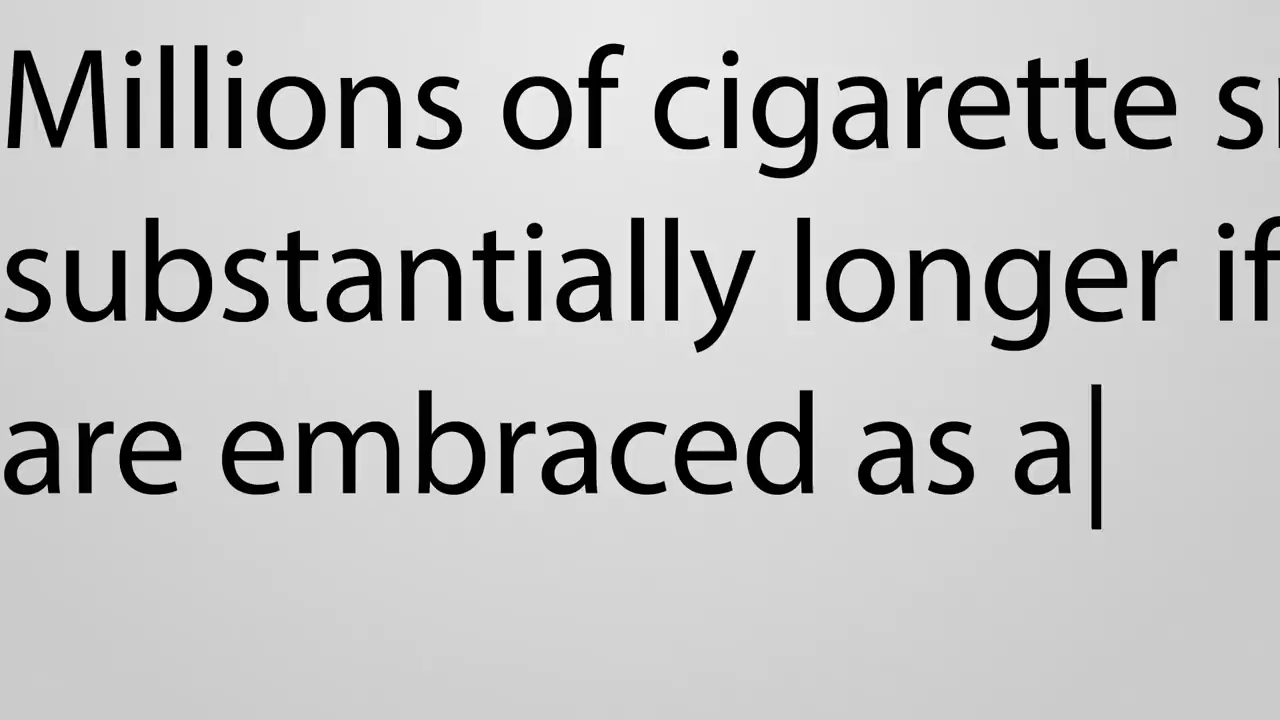 Millions of cigarette
substantially longer if
are embraced as a